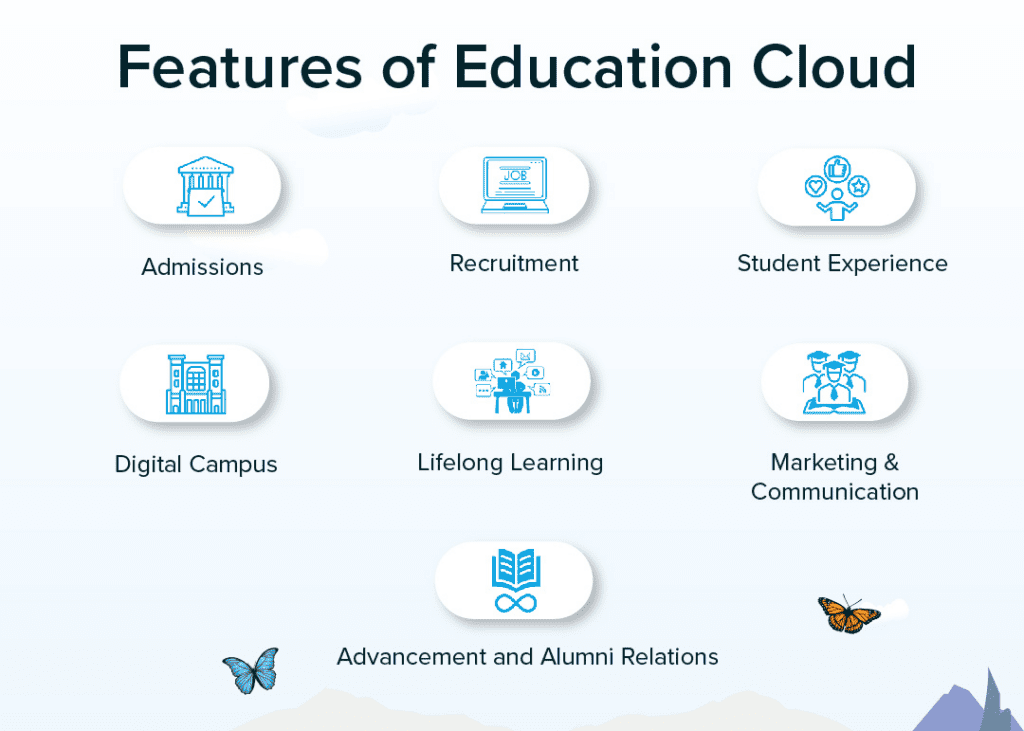 Features of Education Cloud
JOB
Admissions
Recruitment
Student Experience
Digital Campus
Lifelong Learning
Marketing &
Communication
Advancement and Alumni Relations